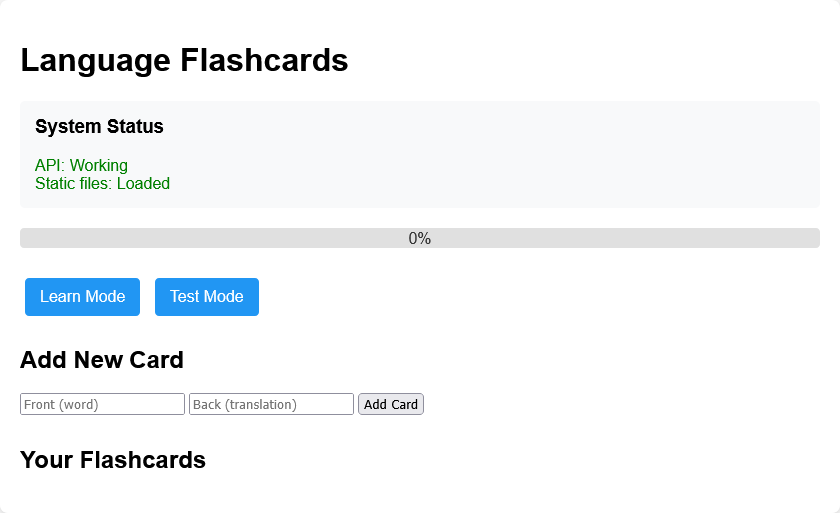 Language Flashcards
System Status
API: Working
Static files: Loaded
0%
Learn Mode Test Mode
Add New Card
Front (word) Back (translation) Add Card
Your Flashcards